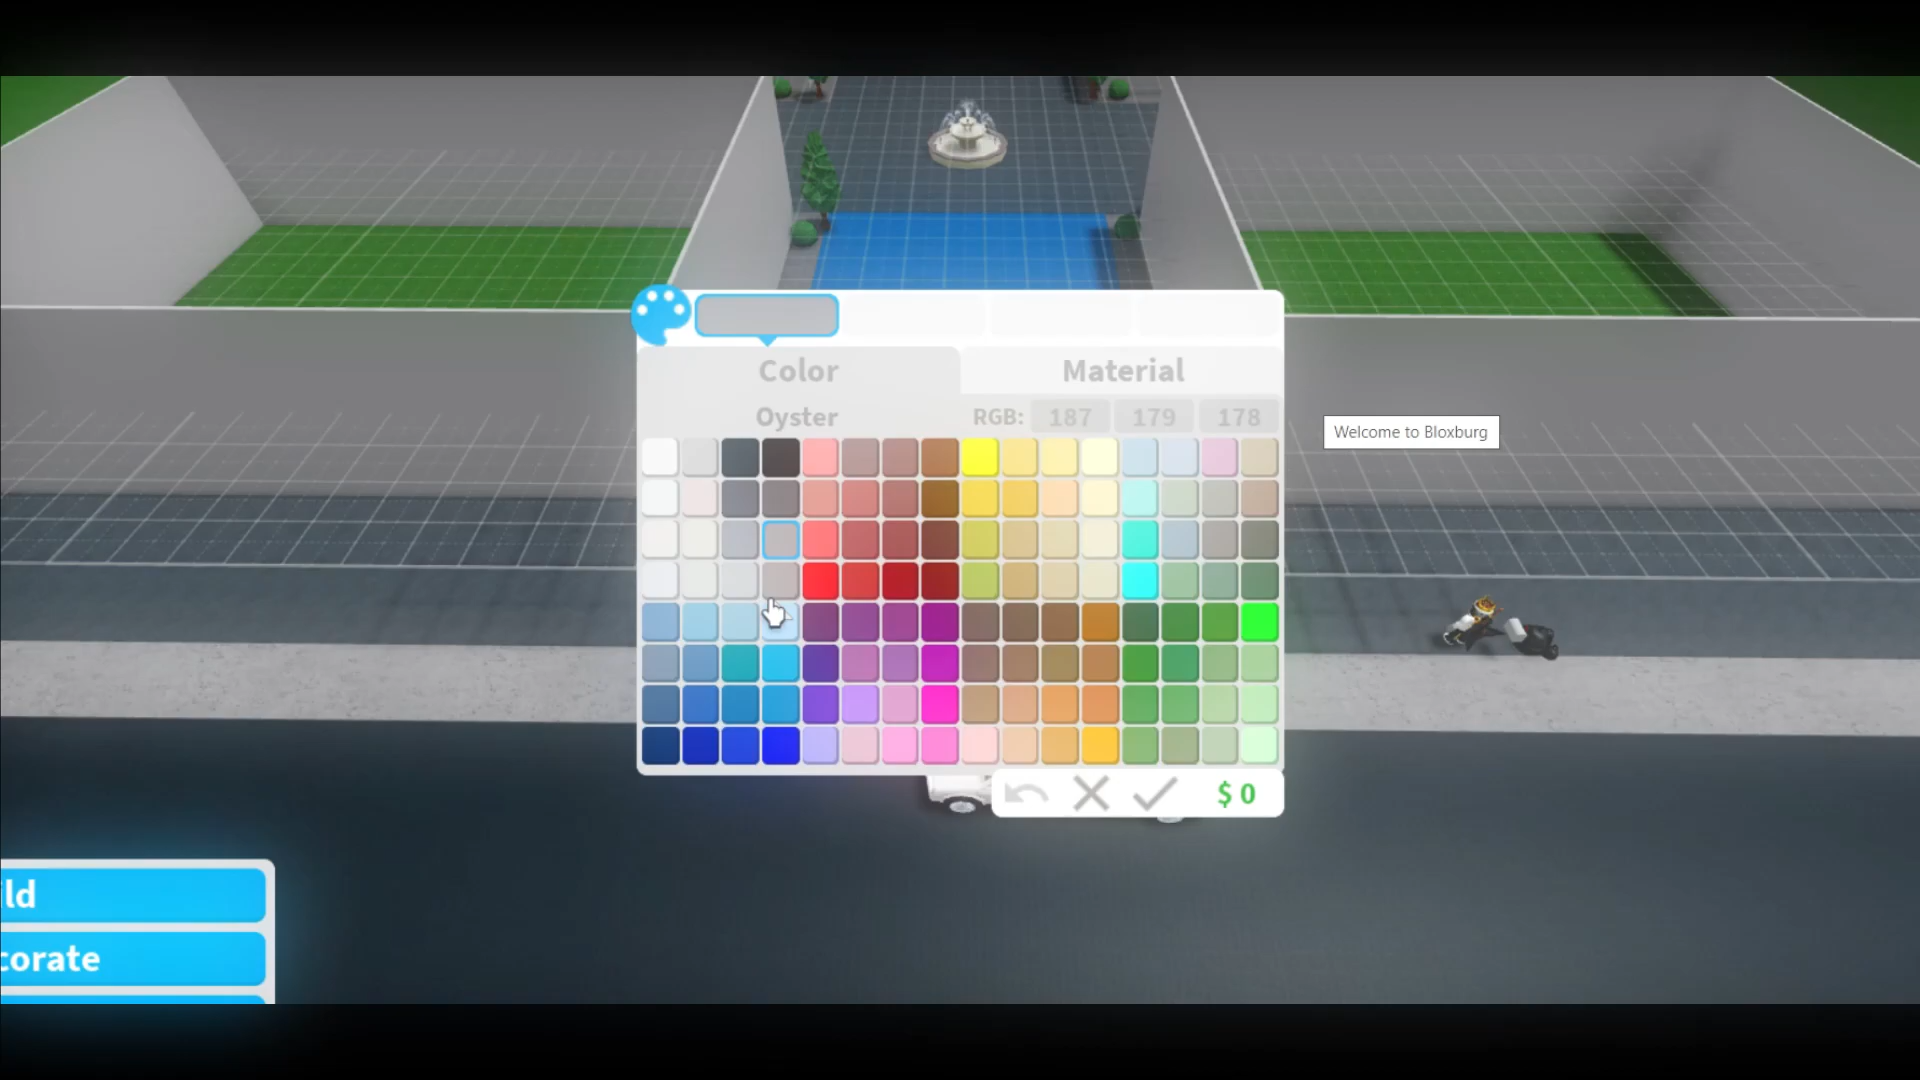 Color
Material
Oyster
RGB: 187 179 178
Welcome to Bloxburg
$ 0
ld
corate